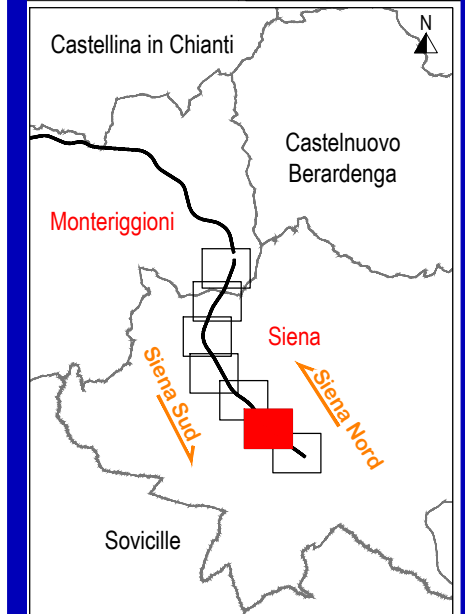 N
Castellina in Chianti
Castelnuovo
Berardenga
Monteriggioni
Siena
Siena Sud
Siena Nord
Sovicille